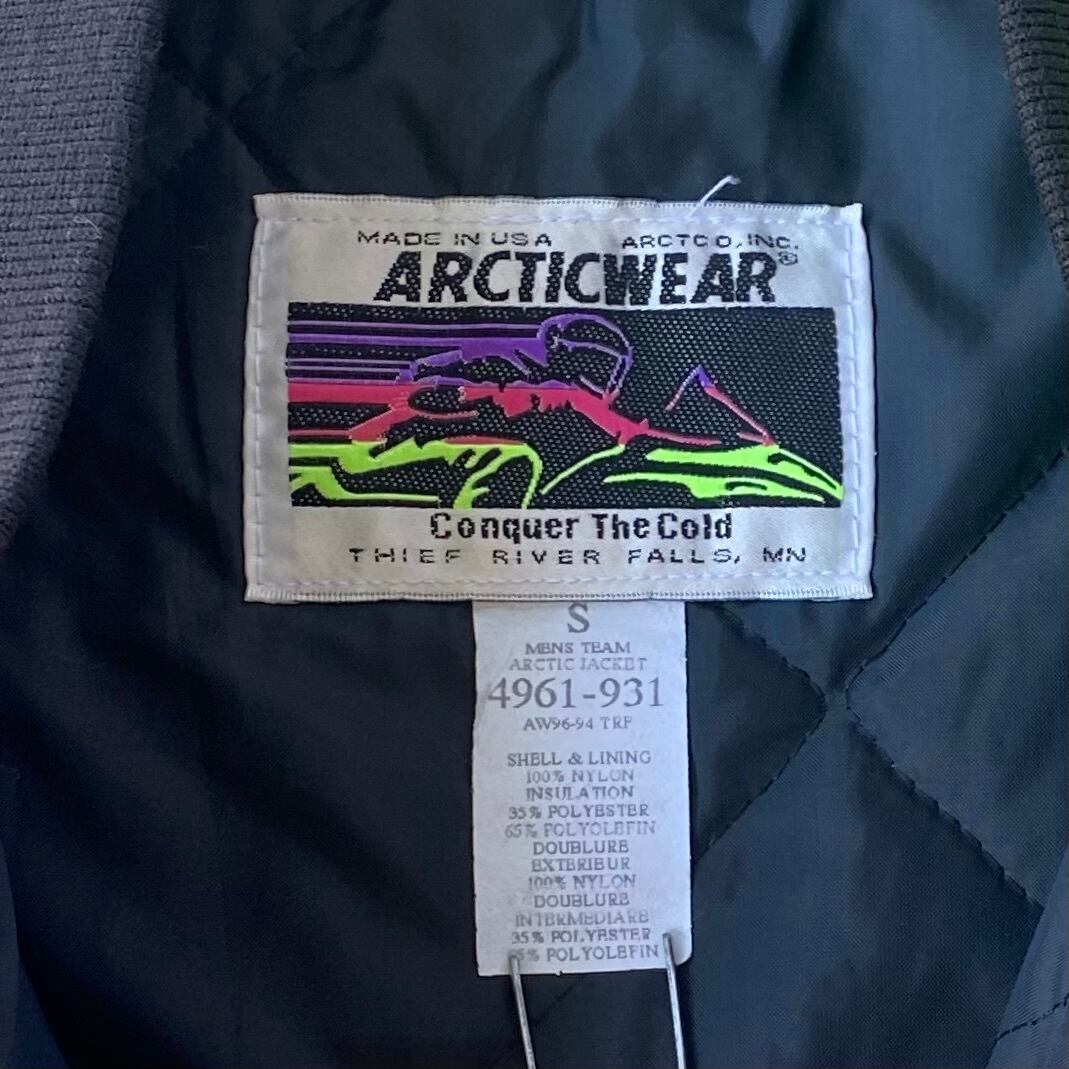 MADE IN USA ARCTCO, INC.
ARCTICWEAR®
Conquer The Cold
THIEF RIVER FALLS, MN
S
MENS TEAM
ARCTIC JACKET
4961-931
AW96-94 TRF
SHELL & LINING
100% NYLON
INSULATION
35% POLYESTER
65% POLYOLEFIN
DOUBLURE
EXTERIEUR
100% NYLON
DOUBLURE
INTERMEDIARE
35% POLYESTER
65% POLYOLEFIN